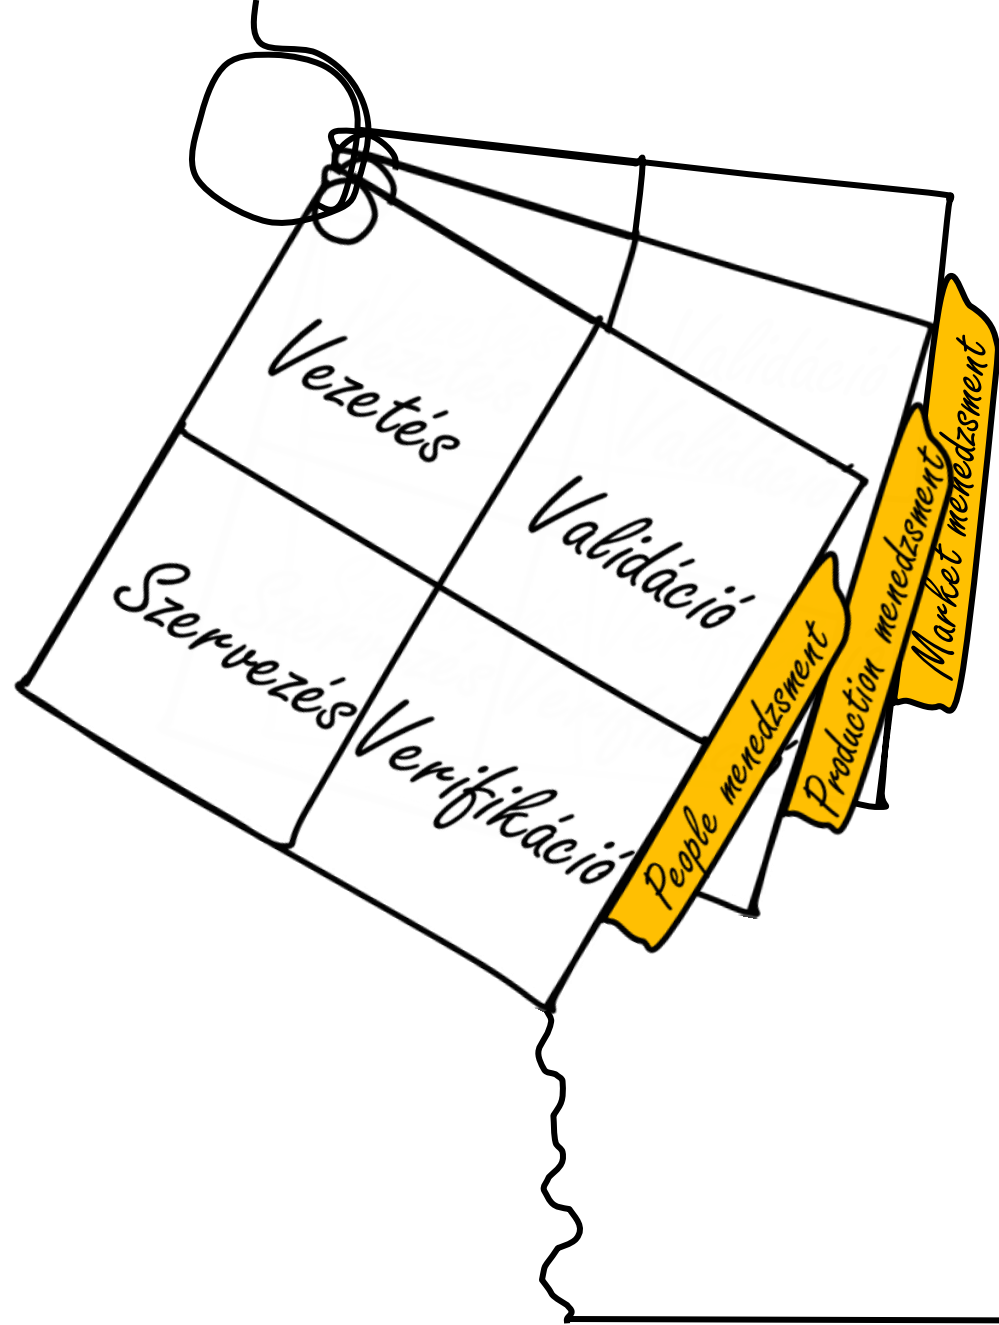 Vezetés
Validáció
Szervezés
Verifikáció
People menedzsment
Production menedzsment
Market menedzsment